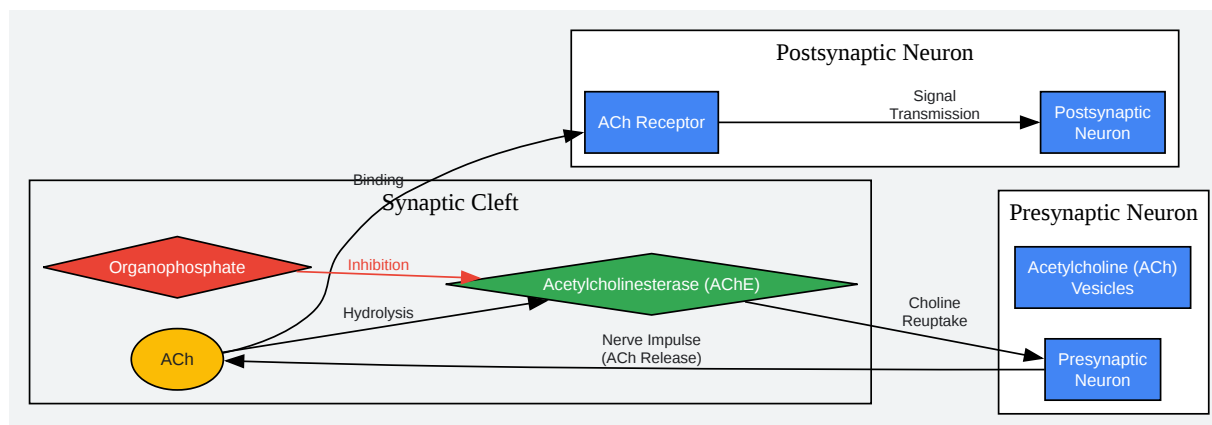 Postsynaptic Neuron
ACh Receptor
Signal
Transmission
Postsynaptic
Neuron
Binding
Synaptic Cleft
Organophosphate
Inhibition
Acetylcholinesterase (AChE)
Hydrolysis
ACh
Nerve Impulse
(ACh Release)
Choline
Reuptake
Presynaptic Neuron
Acetylcholine (ACh)
Vesicles
Presynaptic
Neuron